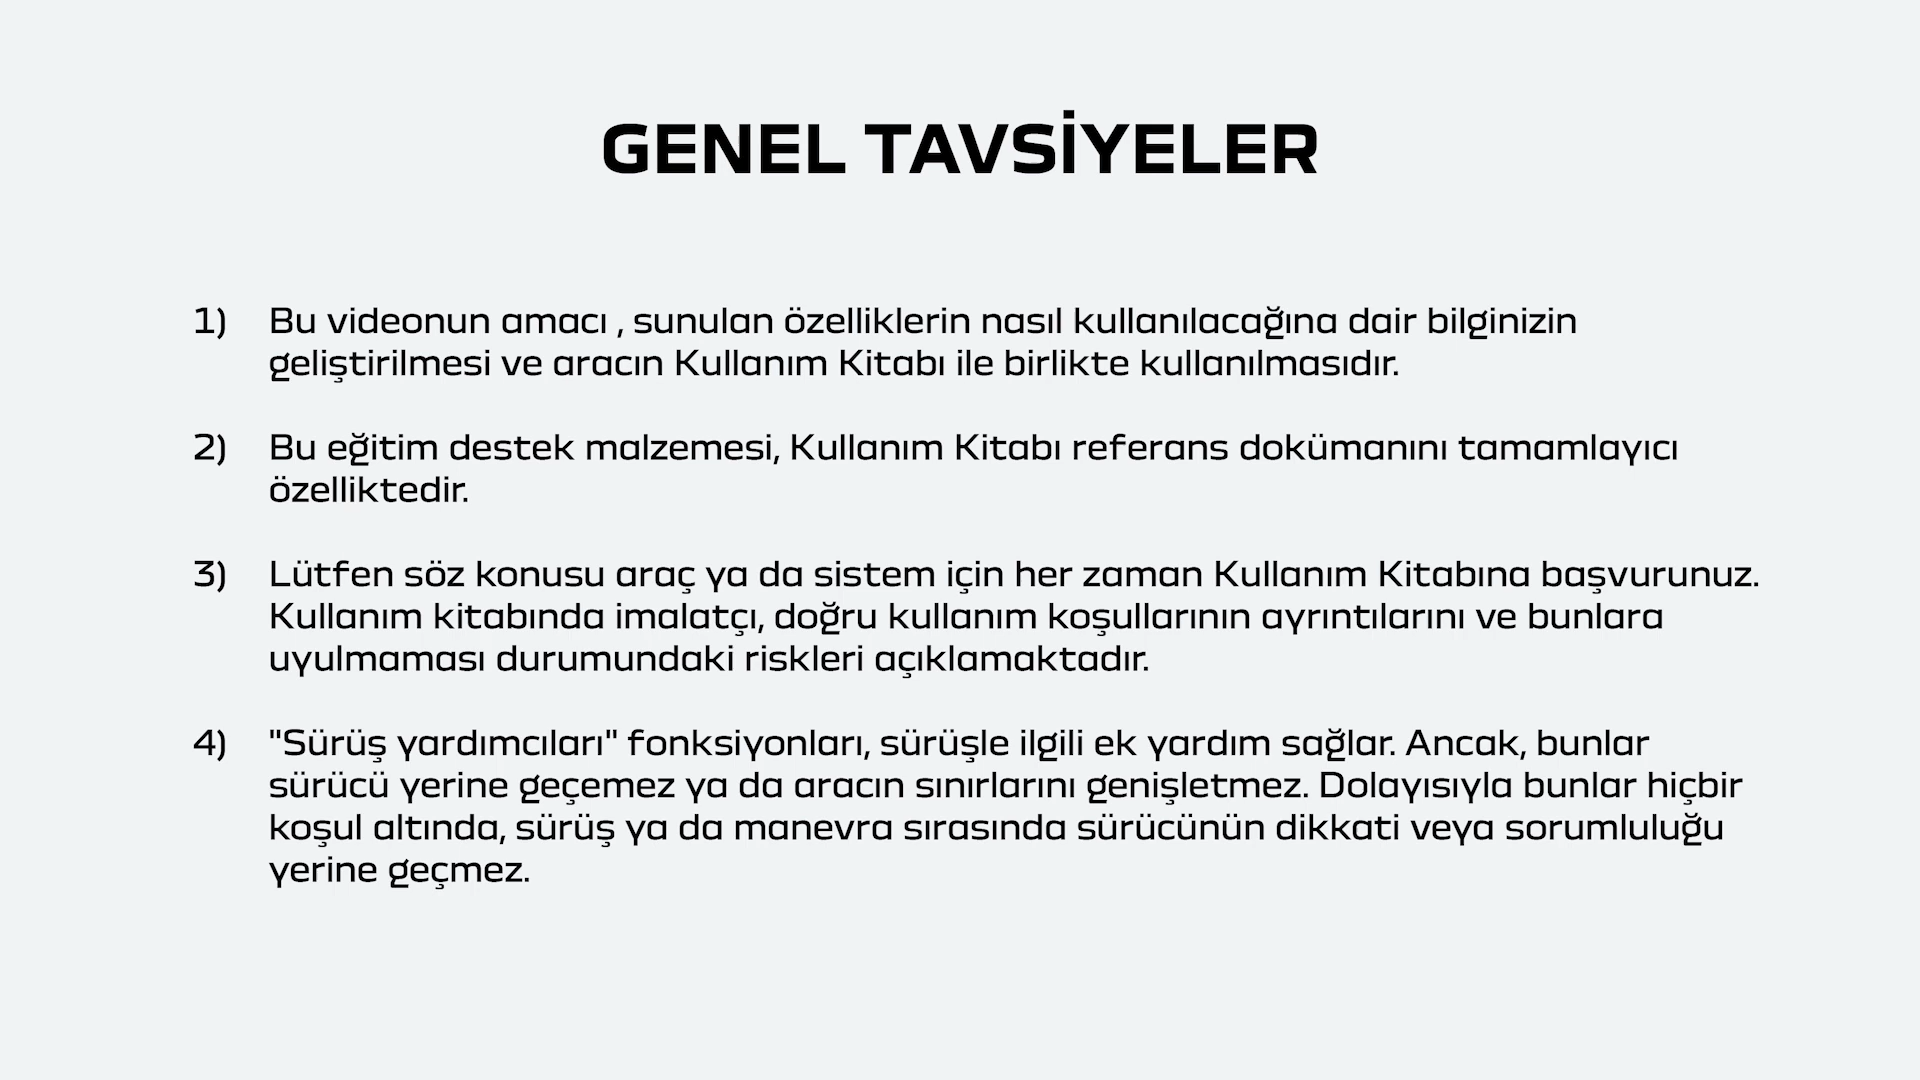 GENEL TAVSİYELER
1) Bu videonun amacı , sunulan özelliklerin nasıl kullanılacağına dair bilginizin
geliştirilmesi ve aracın Kullanım Kitabı ile birlikte kullanılmasıdır.
2) Bu eğitim destek malzemesi, Kullanım Kitabı referans dokümanını tamamlayıcı
özelliktedir.
3) Lütfen söz konusu araç ya da sistem için her zaman Kullanım Kitabına başvurunuz.
Kullanım kitabında imalatçı, doğru kullanım koşullarının ayrıntılarını ve bunlara
uyulmaması durumundaki riskleri açıklamaktadır.
4) "Sürüş yardımcıları" fonksiyonları, sürüşle ilgili ek yardım sağlar. Ancak, bunlar
sürücü yerine geçemez ya da aracın sınırlarını genişletmez. Dolayısıyla bunlar hiçbir
koşul altında, sürüş ya da manevra sırasında sürücünün dikkati veya sorumluluğu
yerine geçmez.